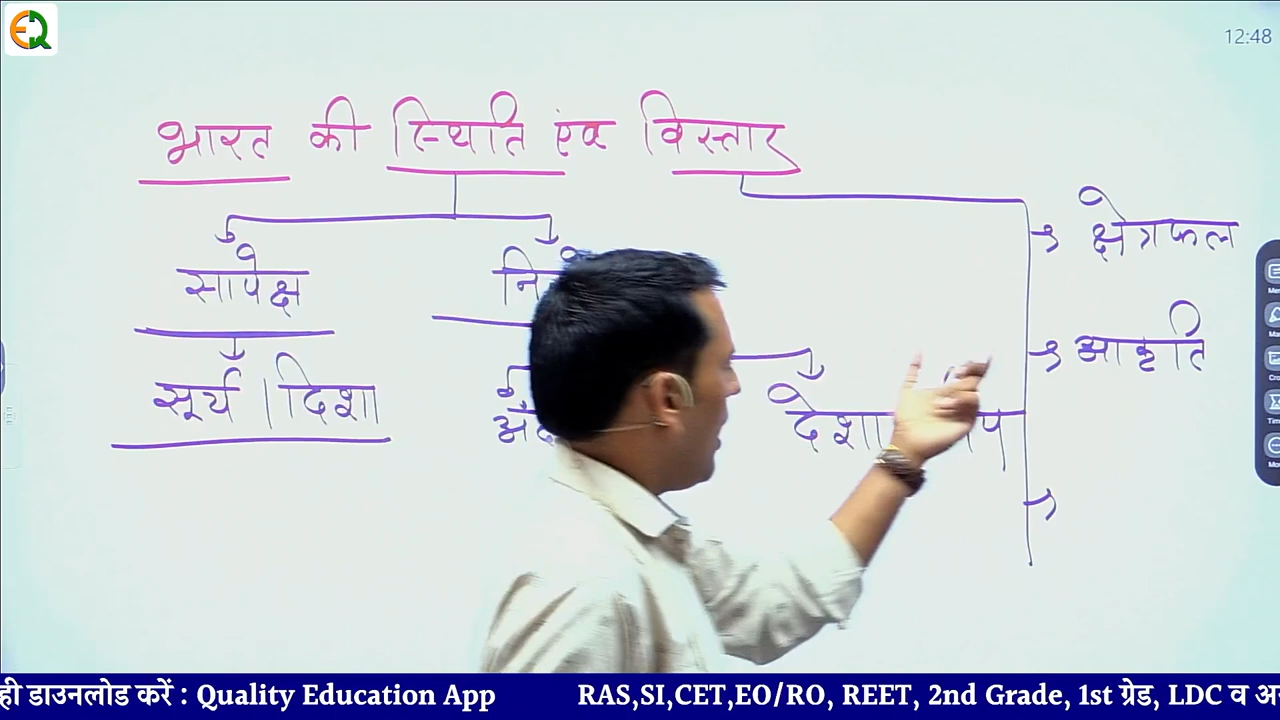 EQ
12:48
भारत की स्थिति एंव विस्तार
क्षेत्रफल
सापेक्ष
आकृति
सूर्य / दिशा
ही डाउनलोड करें : Quality Education App RAS,SI,CET,EO/RO, REET, 2nd Grade, 1st ग्रेड, LDC व